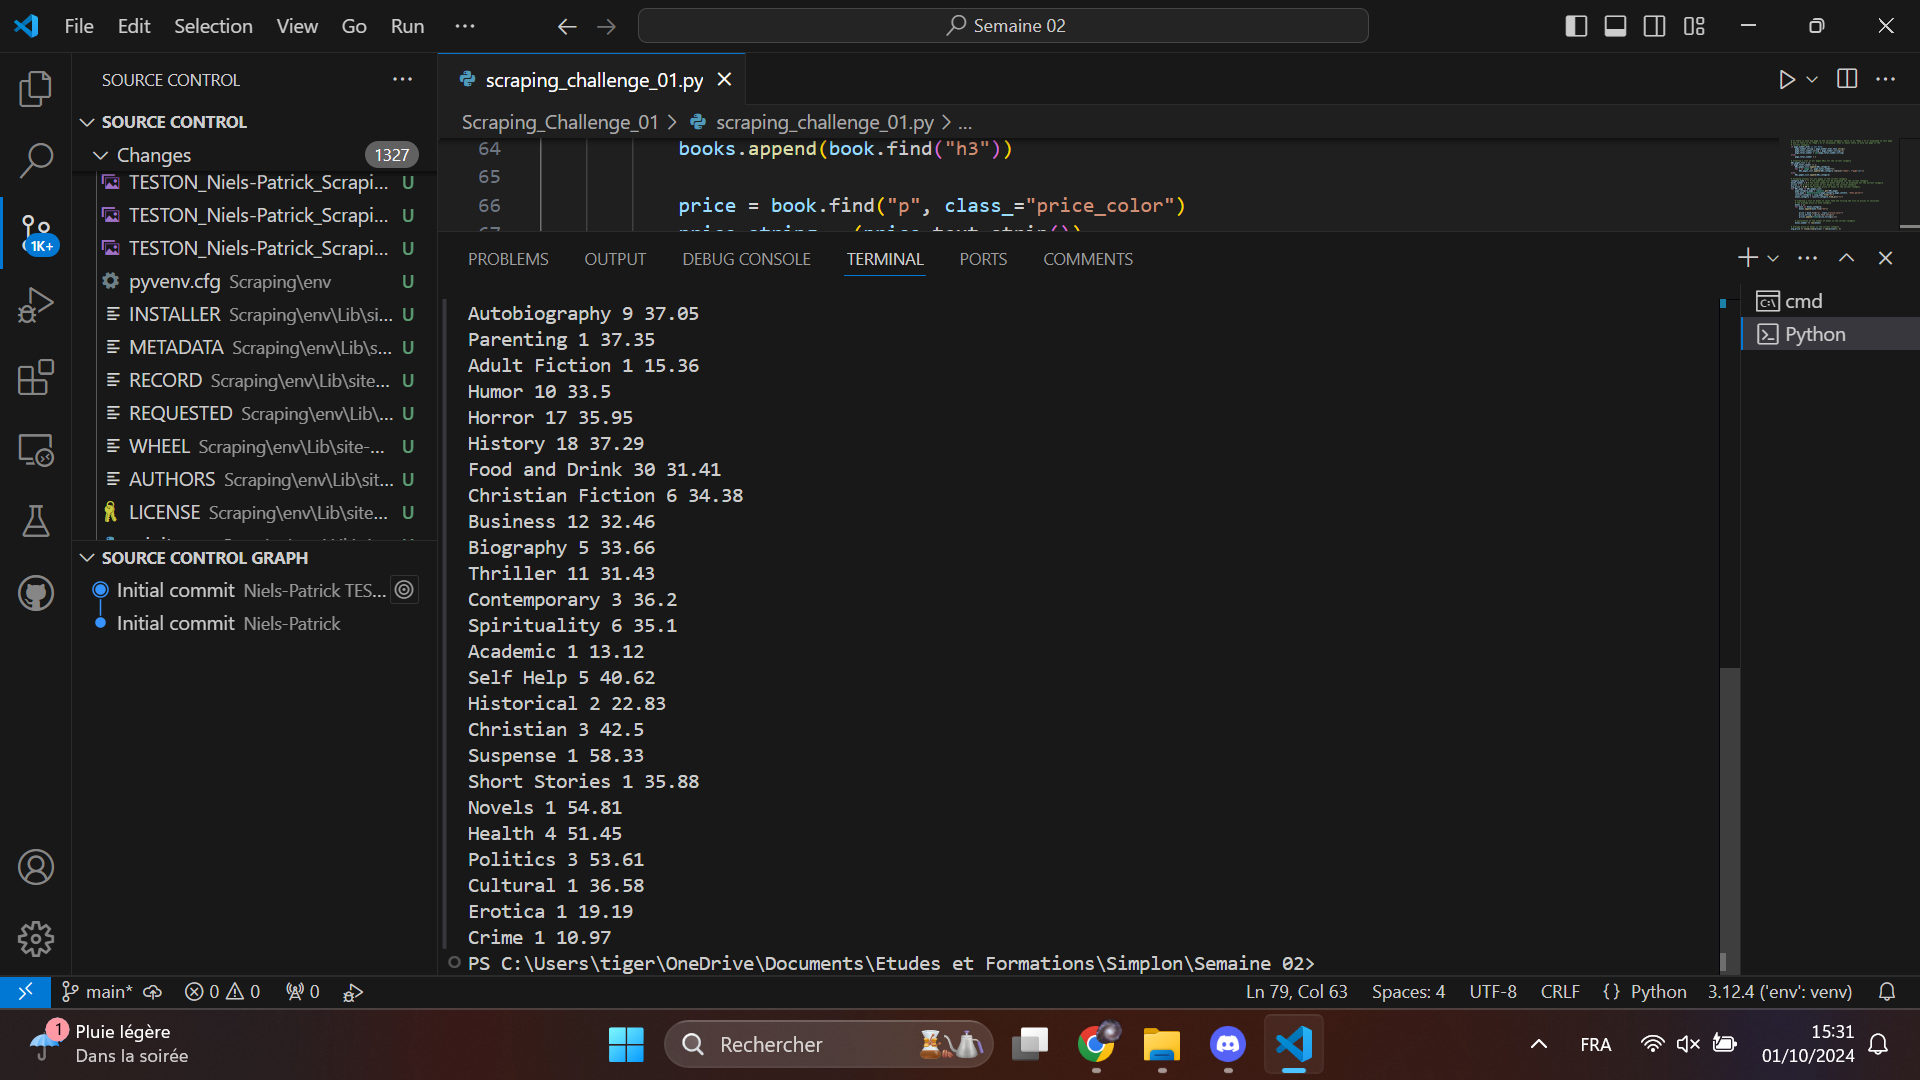 File Edit Selection View Go Run ...
Semaine 02
SOURCE CONTROL
SOURCE CONTROL
Changes 1327
TESTON_Niels-Patrick_Scrapi... U
TESTON_Niels-Patrick_Scrapi... U
TESTON_Niels-Patrick_Scrapi... U
pyvenv.cfg Scraping\env U
INSTALLER Scraping\env\Lib\si... U
METADATA Scraping\env\Lib\s... U
RECORD Scraping\env\Lib\site... U
REQUESTED Scraping\env\Lib\... U
WHEEL Scraping\env\Lib\site-... U
AUTHORS Scraping\env\Lib\sit... U
LICENSE Scraping\env\Lib\site... U
SOURCE CONTROL GRAPH
Initial commit Niels-Patrick TES...
Initial commit Niels-Patrick
1K+
scraping_challenge_01.py
Scraping_Challenge_01 > scraping_challenge_01.py > ...
64 books.append(book.find("h3"))
65
66 price = book.find("p", class_="price_color")
PROBLEMS OUTPUT DEBUG CONSOLE TERMINAL PORTS COMMENTS
cmd
Python
Autobiography 9 37.05
Parenting 1 37.35
Adult Fiction 1 15.36
Humor 10 33.5
Horror 17 35.95
History 18 37.29
Food and Drink 30 31.41
Christian Fiction 6 34.38
Business 12 32.46
Biography 5 33.66
Thriller 11 31.43
Contemporary 3 36.2
Spirituality 6 35.1
Academic 1 13.12
Self Help 5 40.62
Historical 2 22.83
Christian 3 42.5
Suspense 1 58.33
Short Stories 1 35.88
Novels 1 54.81
Health 4 51.45
Politics 3 53.61
Cultural 1 36.58
Erotica 1 19.19
Crime 1 10.97
PS C:\Users\tiger\OneDrive\Documents\Etudes et Formations\Simplon\Semaine 02>
main* 0 0 0 Ln 79, Col 63 Spaces: 4 UTF-8 CRLF {} Python 3.12.4 ('env': venv)
1 Pluie légère
Dans la soirée
Rechercher
FRA
15:31
01/10/2024